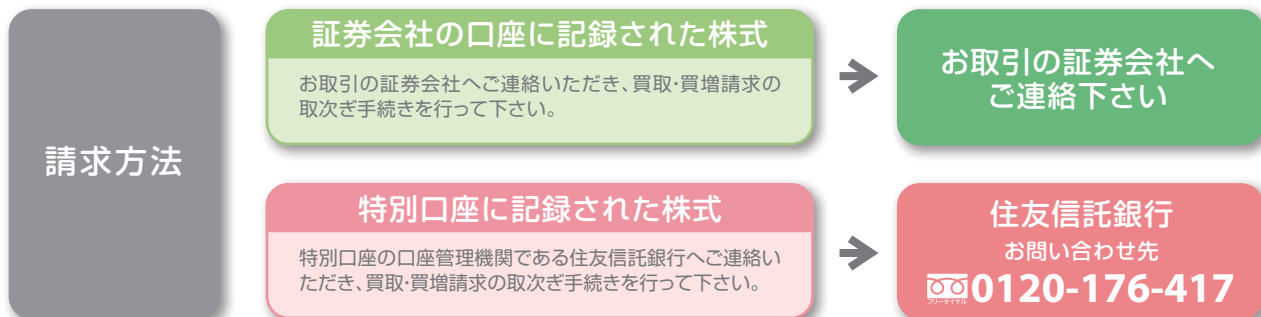 請求方法
証券会社の口座に記録された株式
お取引の証券会社へご連絡いただき、買取・買増請求の
取次ぎ手続きを行って下さい。
お取引の証券会社へ
ご連絡下さい
特別口座に記録された株式
特別口座の口座管理機関である住友信託銀行へご連絡い
ただき、買取・買増請求の取次ぎ手続きを行って下さい。
住友信託銀行
お問い合わせ先
フリーダイヤル 0120-176-417